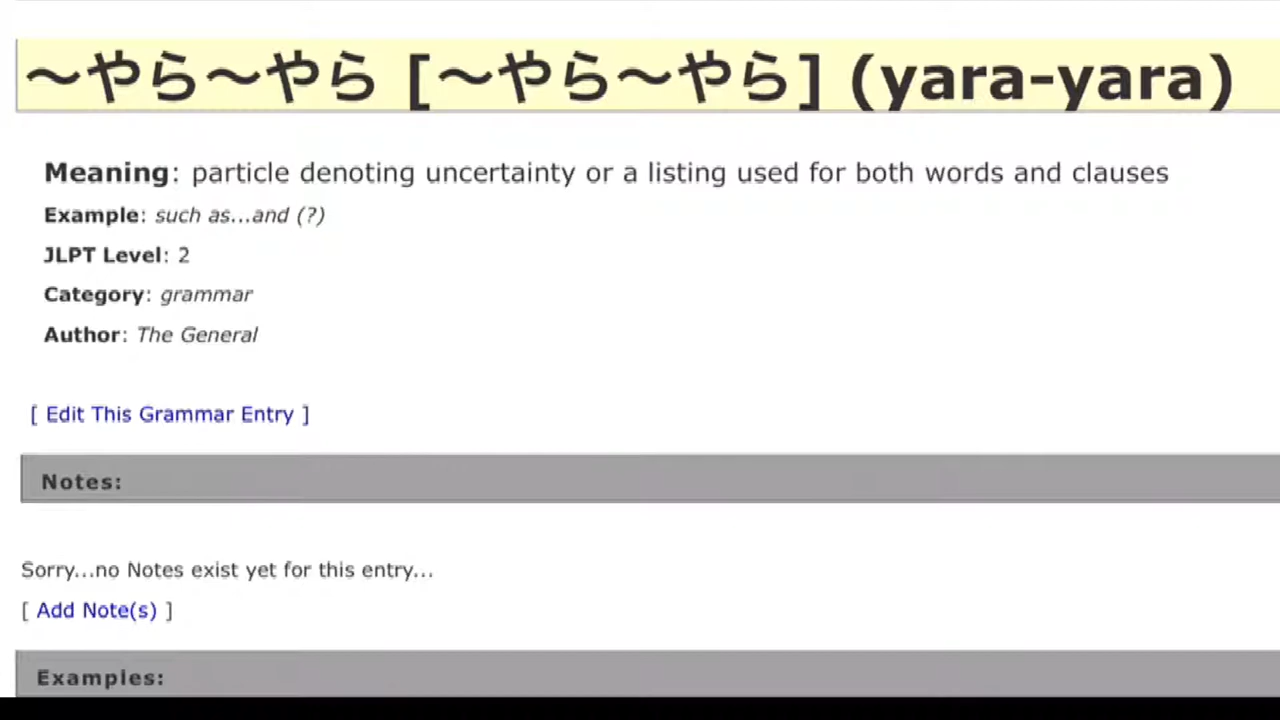 ～やら～やら [～やら～やら] (yara-yara)
Meaning: particle denoting uncertainty or a listing used for both words and clauses
Example: such as...and (?)
JLPT Level: 2
Category: grammar
Author: The General
[ Edit This Grammar Entry ]
Notes:
Sorry...no Notes exist yet for this entry...
[ Add Note(s) ]
Examples: